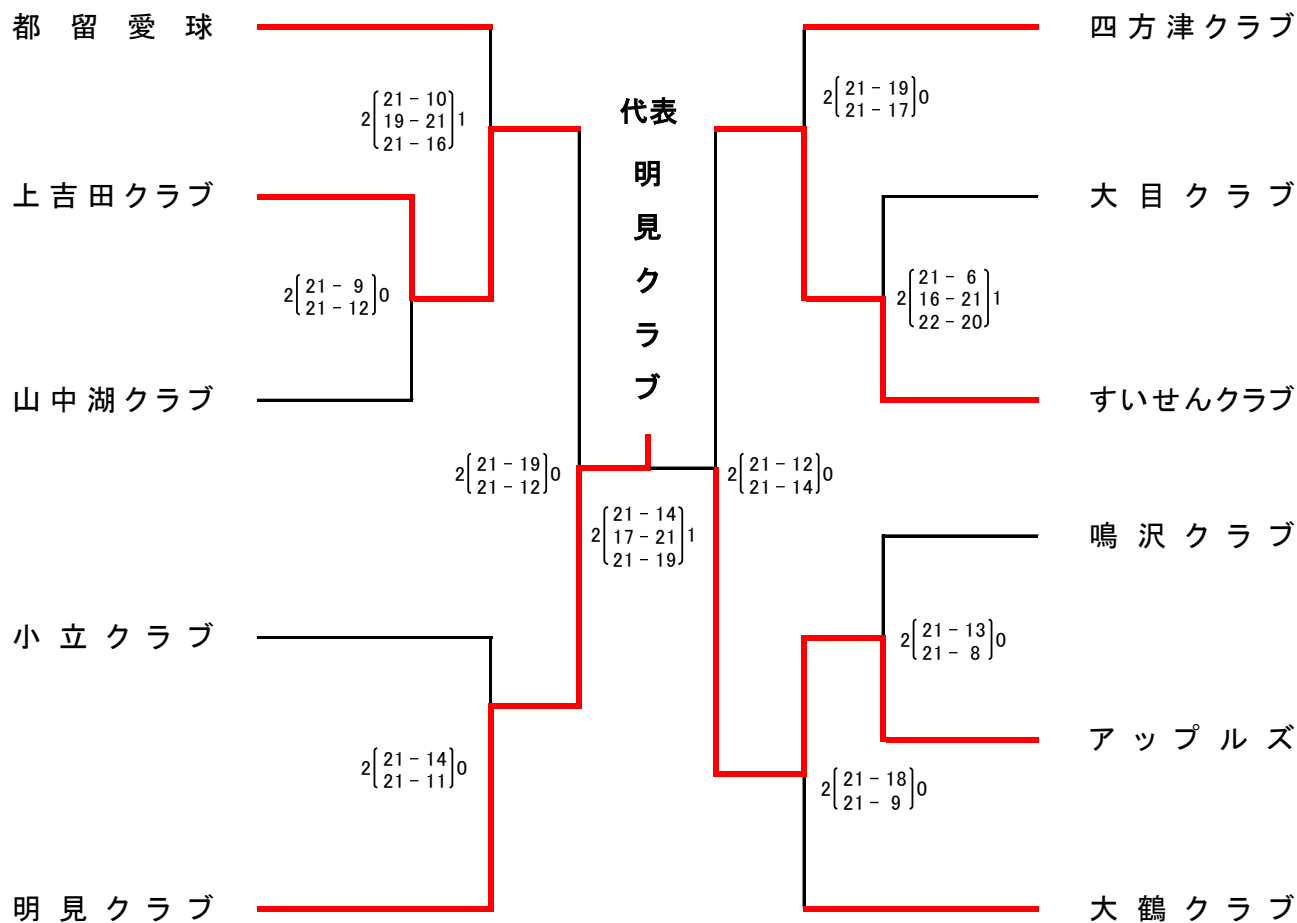 都留愛球
2 21 - 10 1
19 - 21
21 - 16
上吉田クラブ
2 21 - 9 0
21 - 12
山中湖クラブ
2 21 - 19 0
21 - 12
小立クラブ
2 21 - 14 0
21 - 11
明見クラブ
代表
明見クラブ
2 21 - 14 1
17 - 21
21 - 19
四方津クラブ
2 21 - 19 0
21 - 17
大目クラブ
2 21 - 6 1
16 - 21
22 - 20
すいせんクラブ
2 21 - 12 0
21 - 14
鳴沢クラブ
2 21 - 13 0
21 - 8
アップルズ
2 21 - 18 0
21 - 9
大鶴クラブ